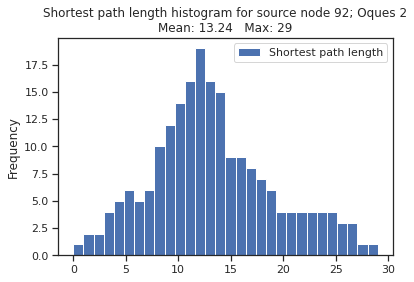 Shortest path length histogram for source node 92; Oques 2
Mean: 13.24 Max: 29
Shortest path length
Frequency
17.5
15.0
12.5
10.0
7.5
5.0
2.5
0.0
0 5 10 15 20 25 30